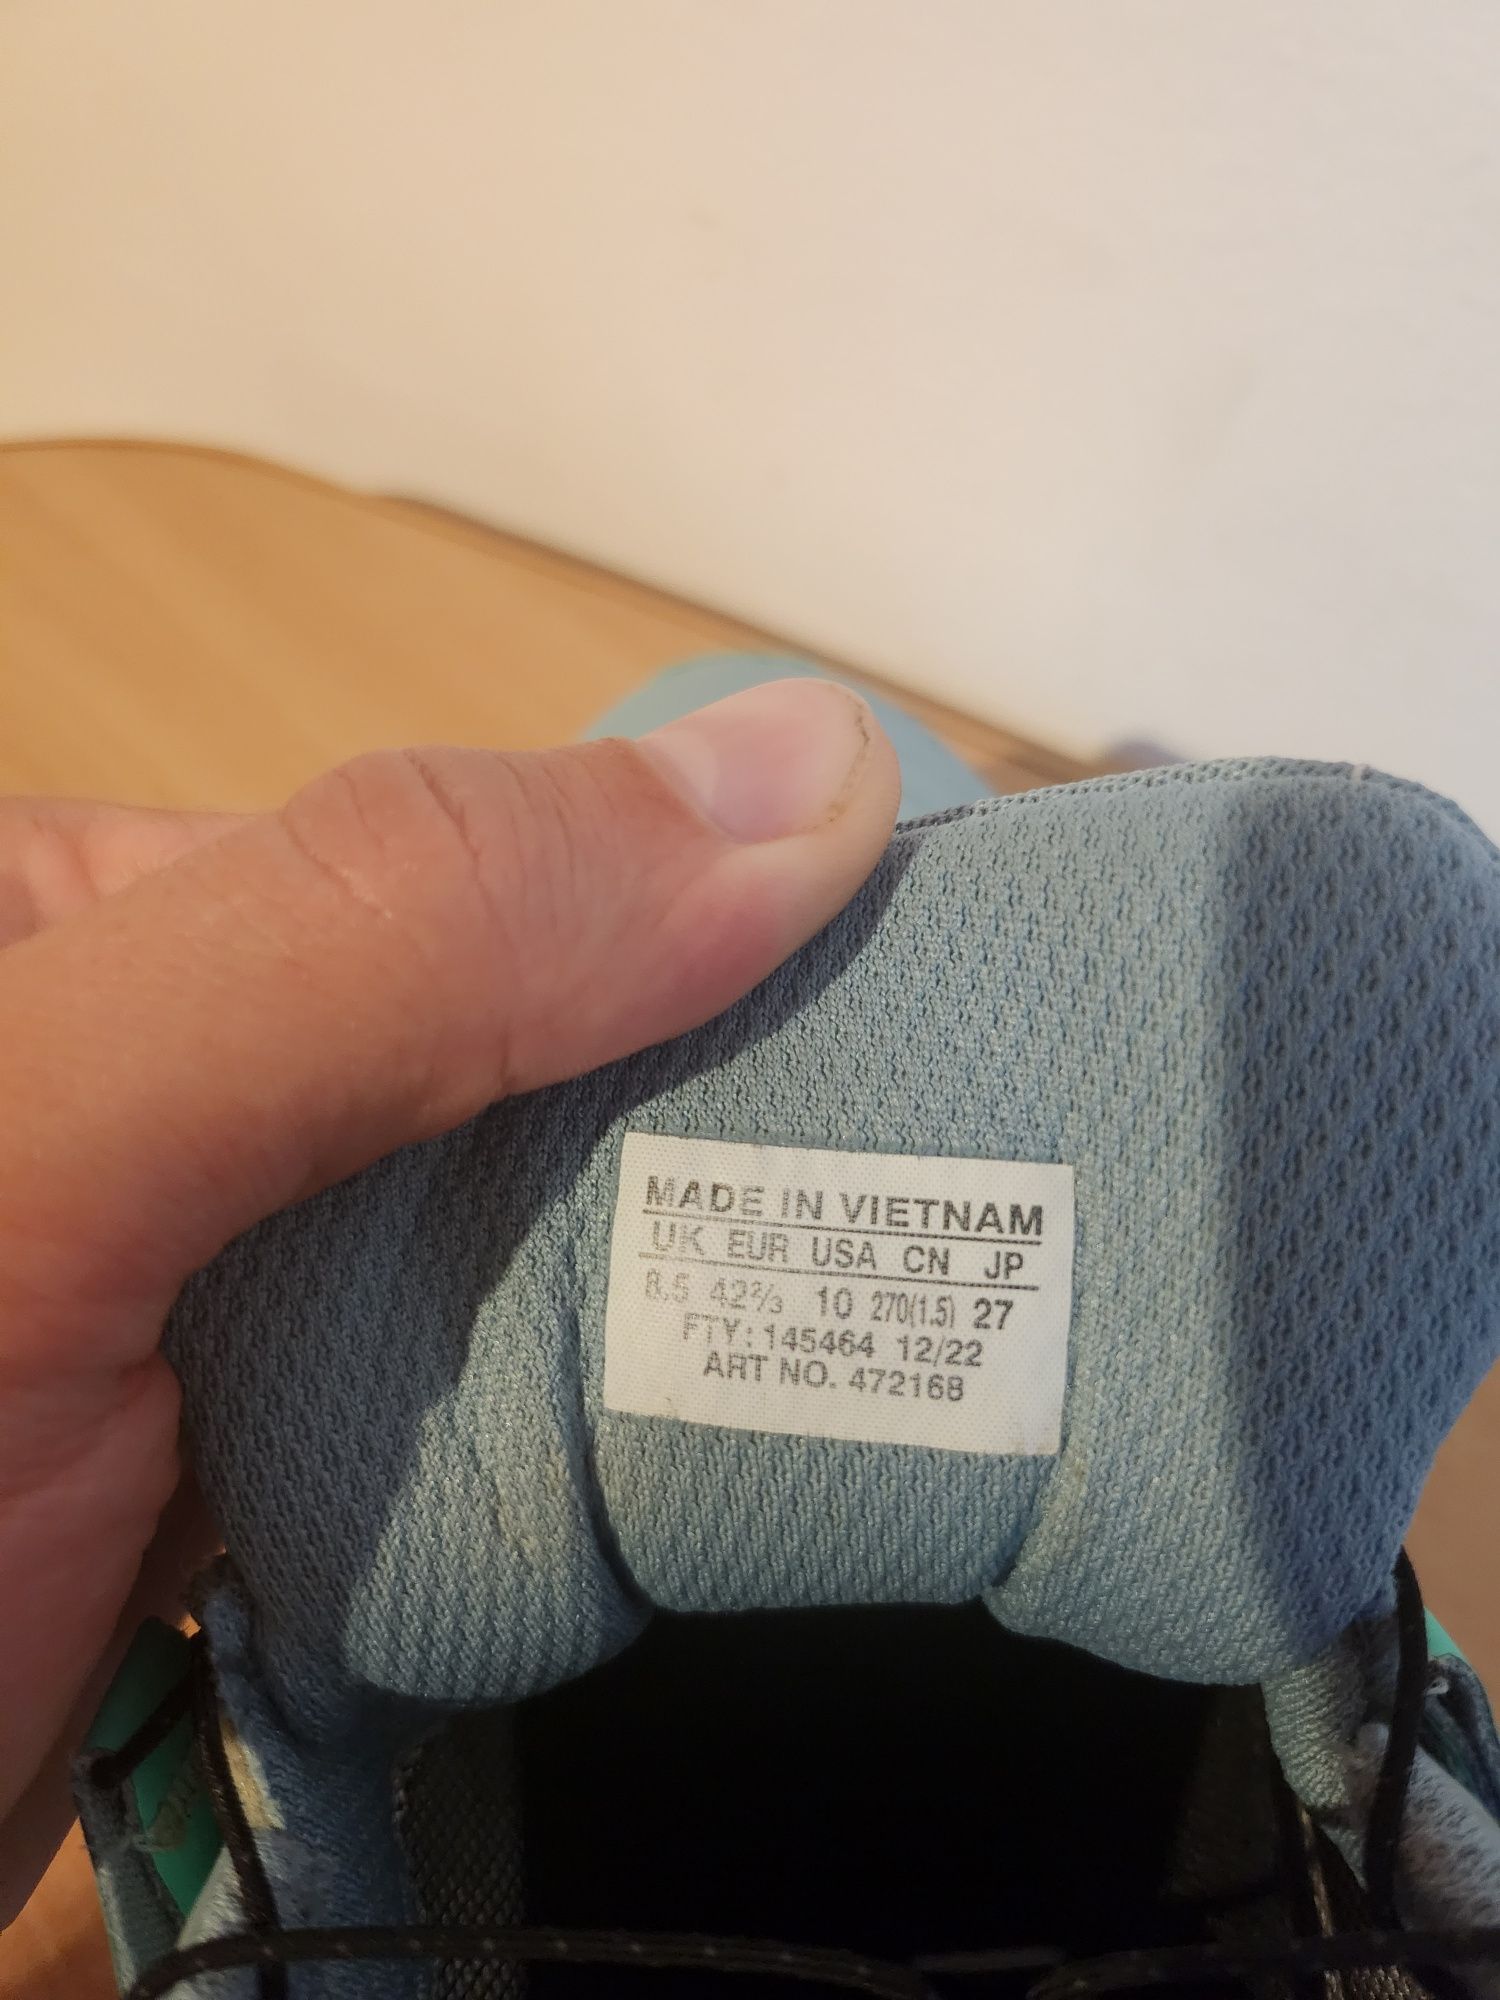 MADE IN VIETNAM
UK EUR USA CN JP
8.5 42⅔ 10 270(1.5) 27
FTY: 145464 12/22
ART NO. 472168